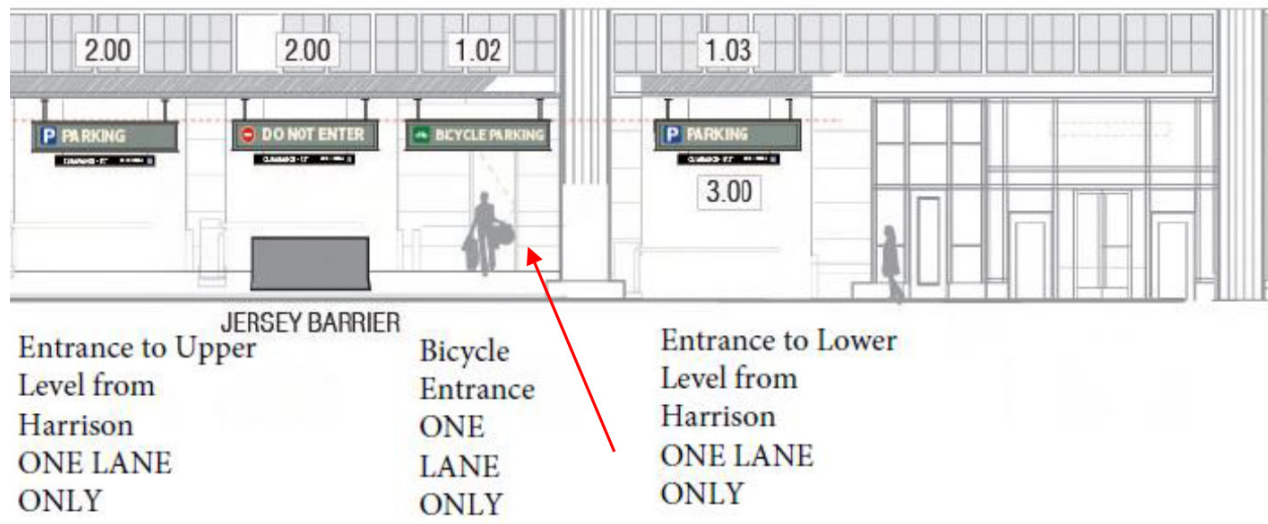 2.00
2.00
1.02
1.03
P PARKING
DO NOT ENTER
BICYCLE PARKING
P PARKING
3.00
JERSEY BARRIER
Entrance to Upper
Level from
Harrison
ONE LANE
ONLY
Bicycle
Entrance
ONE
LANE
ONLY
Entrance to Lower
Level from
Harrison
ONE LANE
ONLY